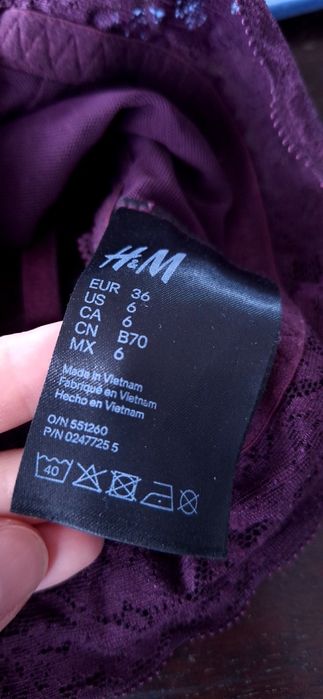 H&M
EUR 36
US 6
CA 6
CN B70
MX 6
Made in Vietnam
Fabriqué en Vietnam
Hecho en Vietnam
O/N 551260
P/N 0247725 5
40